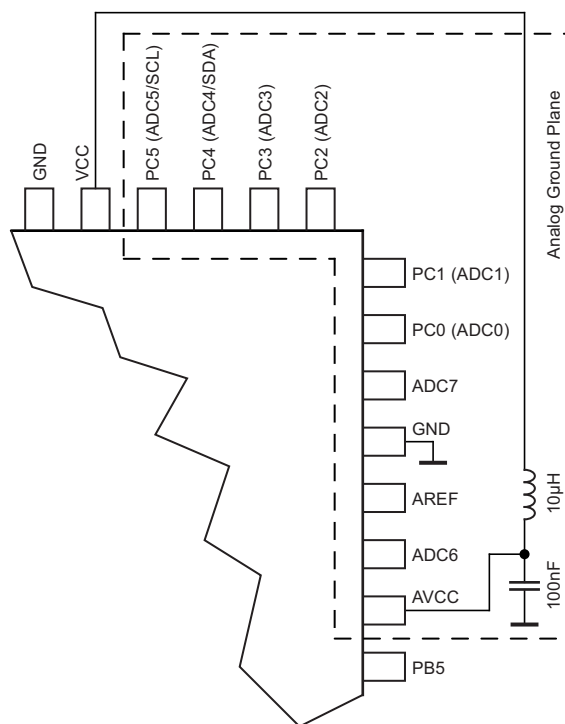 GND
VCC
PC5 (ADC5/SCL)
PC4 (ADC4/SDA)
PC3 (ADC3)
PC2 (ADC2)
Analog Ground Plane
PC1 (ADC1)
PC0 (ADC0)
ADC7
GND
AREF
ADC6
AVCC
PB5
10µH
100nF